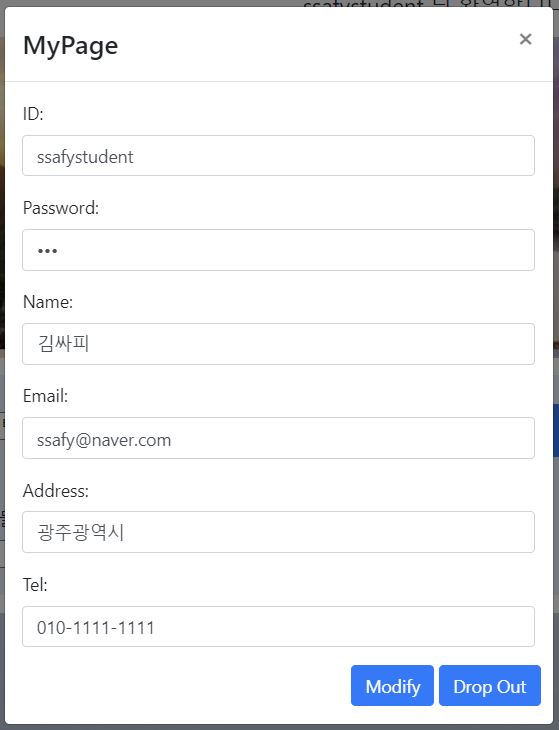 ssafystudent
MyPage
×
ID:
ssafystudent
Password:
•••
Name:
김싸피
Email:
ssafy@naver.com
Address:
광주광역시
Tel:
010-1111-1111
Modify
Drop Out